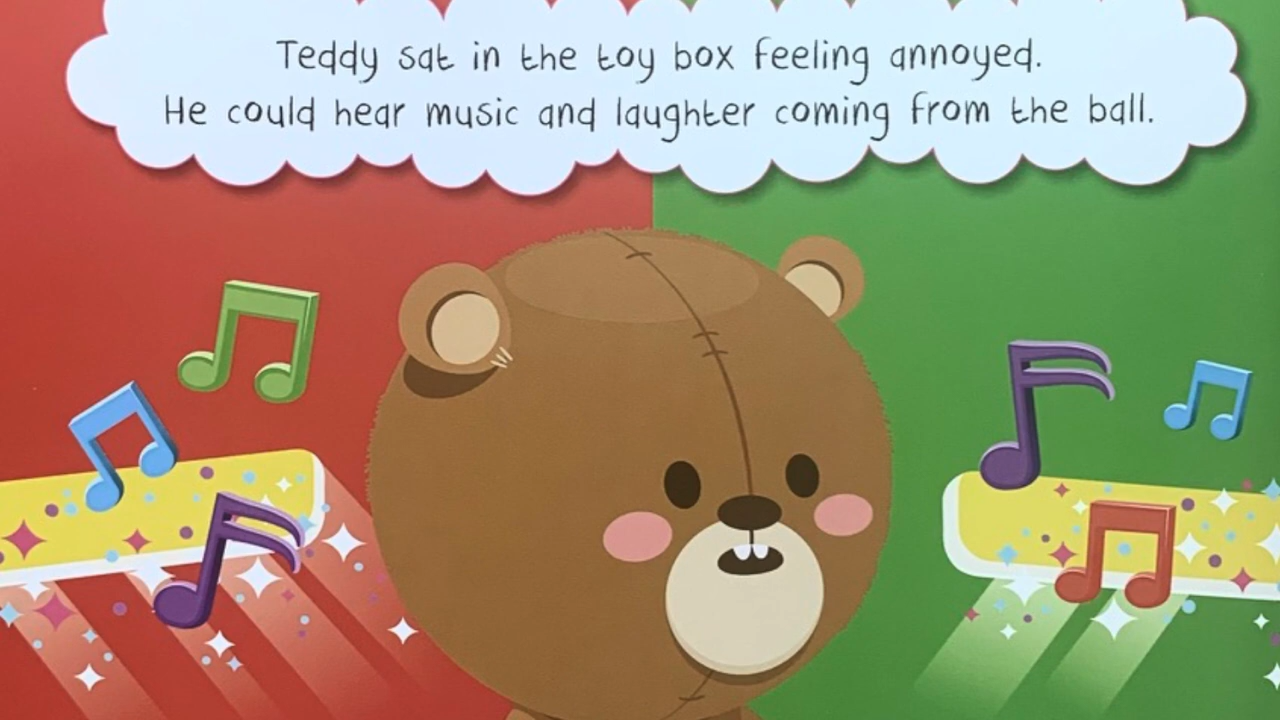 Teddy sat in the toy box feeling annoyed.
He could hear music and laughter coming from the ball.